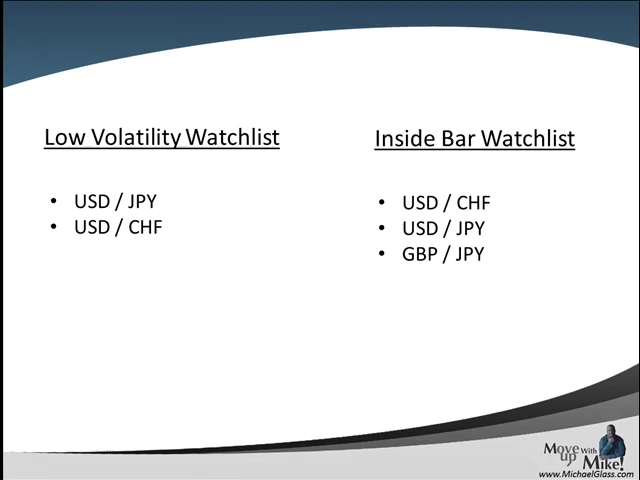 Low Volatility Watchlist
• USD / JPY
• USD / CHF
Inside Bar Watchlist
• USD / CHF
• USD / JPY
• GBP / JPY
Move up With Mike!
www.MichaelGlass.com